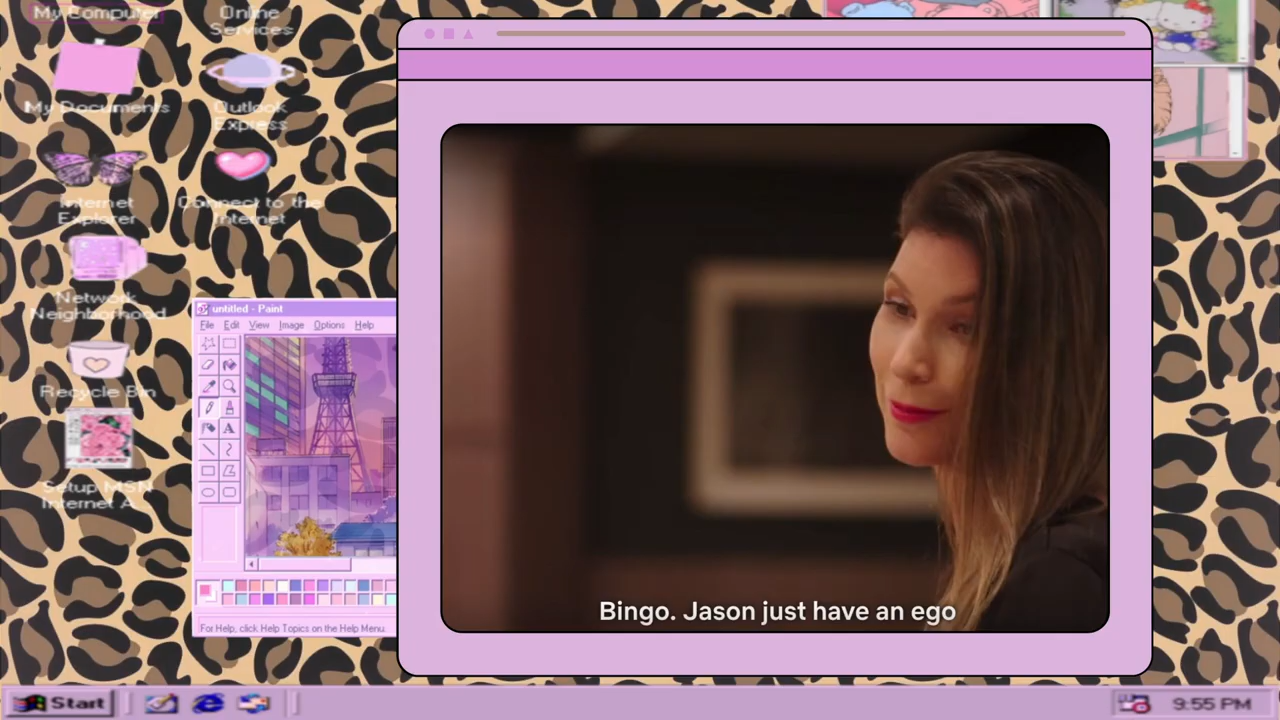 My Computer
Online
Services
My Documents
Outlook
Express
Internet
Explorer
Connect to the
Internet
Network
Neighborhood
Recycle Bin
Setup MSN
Internet A
untitled - Paint
File Edit View Image Options Help
A
For Help, click Help Topics on the Help Menu.
Bingo. Jason just have an ego
Start
9:55 PM